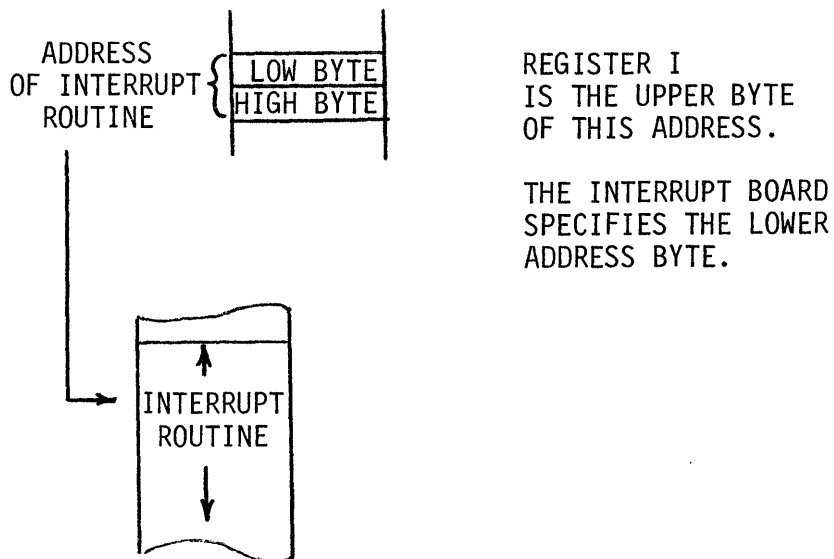 ADDRESS
OF INTERRUPT
ROUTINE
LOW BYTE
HIGH BYTE
REGISTER I
IS THE UPPER BYTE
OF THIS ADDRESS.
THE INTERRUPT BOARD
SPECIFIES THE LOWER
ADDRESS BYTE.
INTERRUPT
ROUTINE